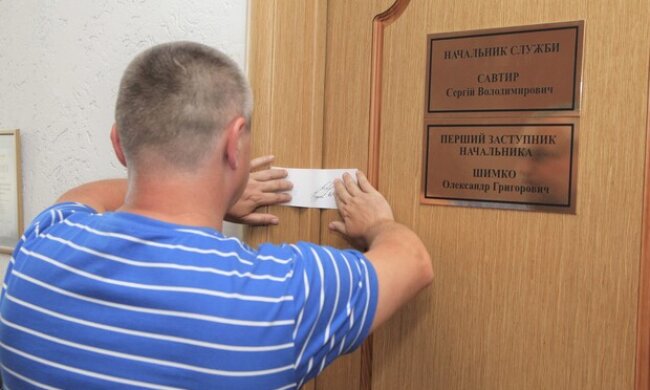 НАЧАЛЬНИК СЛУЖБИ
САВТИР
Сергій Володимирович
ПЕРШИЙ ЗАСТУПНИК
НАЧАЛЬНИКА
ШИМКО
Олександр Григорович